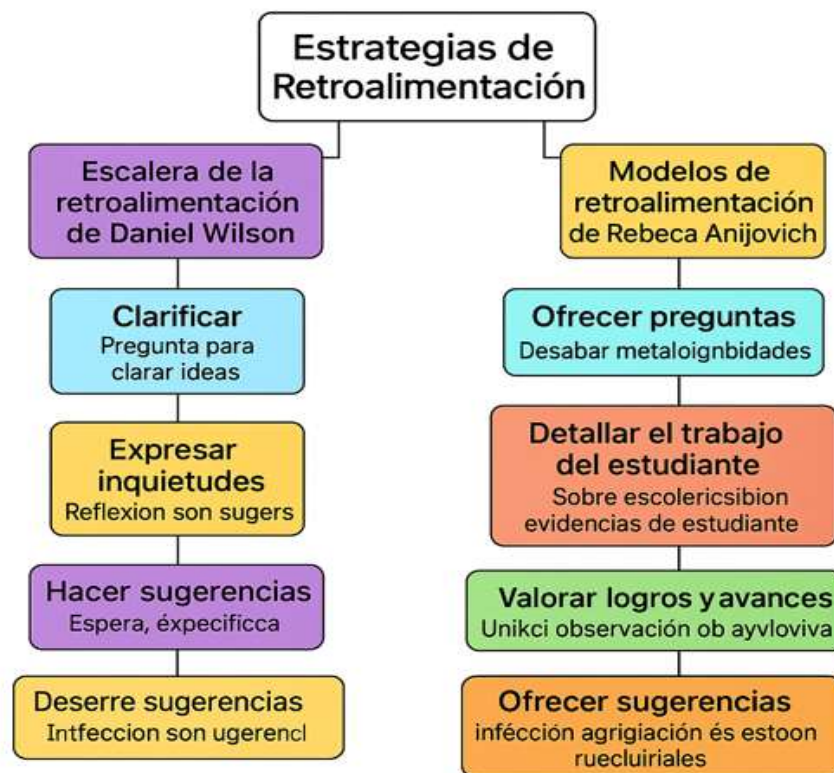 Estrategias de
Retroalimentación
Escalera de la
retroalimentación
de Daniel Wilson
Clarificar
Pregunta para
clarar ideas
Expresar
inquietudes
Reflexion son sugers
Hacer sugerencias
Espera, éxpecificca
Deserre sugerencias
Intfeccion son ugerencl
Modelos de
retroalimentación
de Rebeca Anijovich
Ofrecer preguntas
Desabar metaloignbidades
Detallar el trabajo
del estudiante
Sobre escolericsibion
evidencias de estudiante
Valorar logros y avances
Unikci observación ob ayvloviva
Ofrecer sugerencias
inféccìón agrigiación és estoon
ruecluiriales